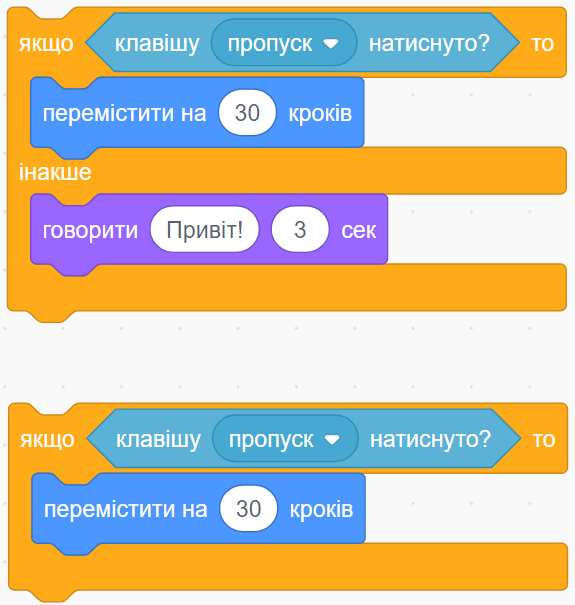 якщо клавішу пропуск натиснуто? то
перемістити на 30 кроків
інакше
говорити Привіт! 3 сек
якщо клавішу пропуск натиснуто? то
перемістити на 30 кроків